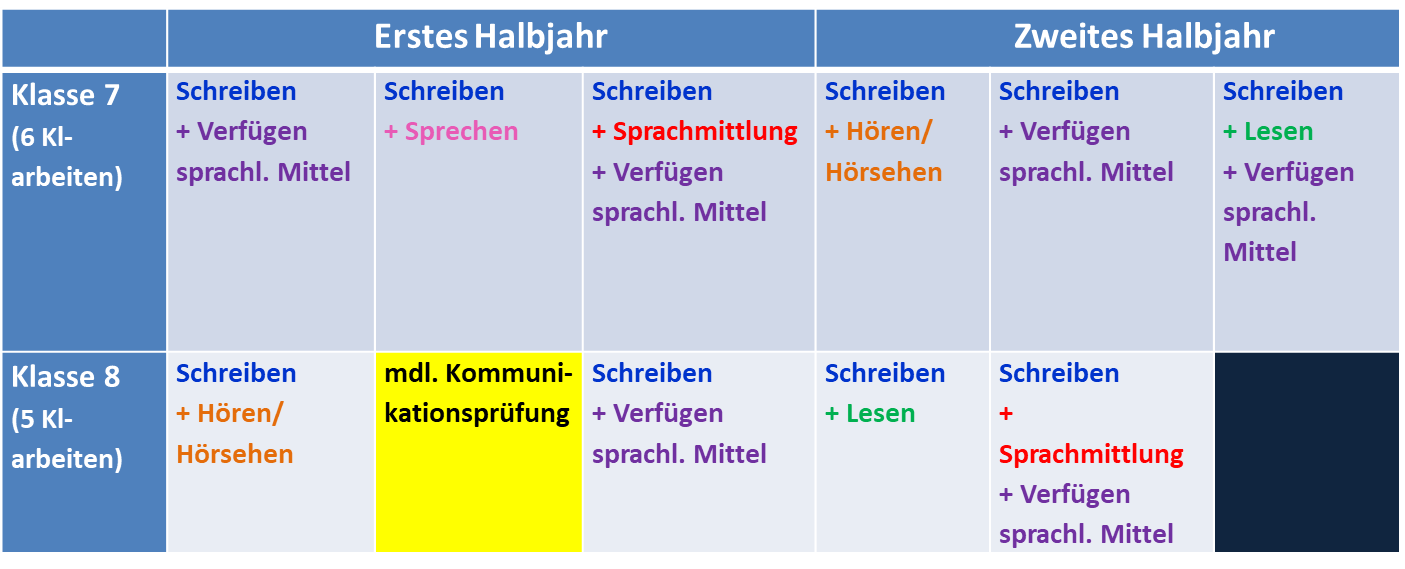 Erstes Halbjahr
Zweites Halbjahr
Klasse 7
(6 Kl-
arbeiten)
Schreiben
+ Verfügen
sprachl. Mittel
Schreiben
+ Sprechen
Schreiben
+ Sprachmittlung
+ Verfügen
sprachl. Mittel
Schreiben
+ Hören/
Hörsehen
Schreiben
+ Verfügen
sprachl. Mittel
Schreiben
+ Lesen
+ Verfügen
sprachl.
Mittel
Klasse 8
(5 Kl-
arbeiten)
Schreiben
+ Hören/
Hörsehen
mdl. Kommuni-
kationsprüfung
Schreiben
+ Verfügen
sprachl. Mittel
Schreiben
+ Lesen
Schreiben
+
Sprachmittlung
+ Verfügen
sprachl. Mittel